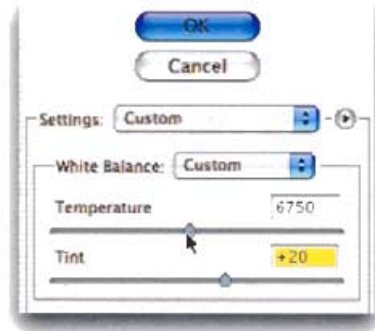 OK
Cancel
Settings: Custom
White Balance: Custom
Temperature 6750
Tint +20